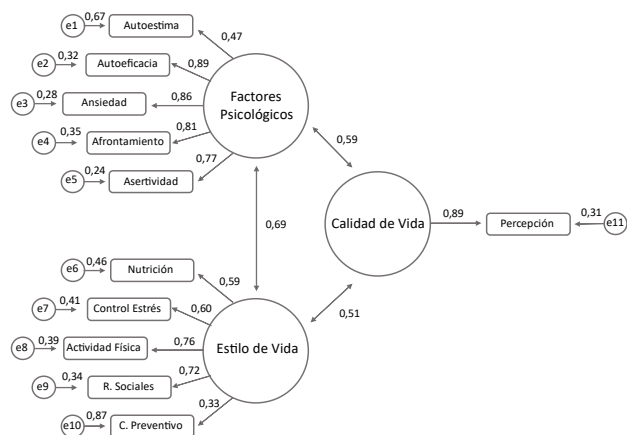 e1
0,67
Autoestima
0,47
e2
0,32
Autoeficacia
0,89
e3
0,28
Ansiedad
0,86
e4
0,35
Afrontamiento
0,81
e5
0,24
Asertividad
0,77
Factores
Psicológicos
0,59
0,69
Calidad de Vida
0,89
Percepción
0,31
e11
0,51
e6
0,46
Nutrición
0,59
e7
0,41
Control Estrés
0,60
e8
0,39
Actividad Física
0,76
Estilo de Vida
e9
0,34
R. Sociales
0,72
e10
0,87
C. Preventivo
0,33